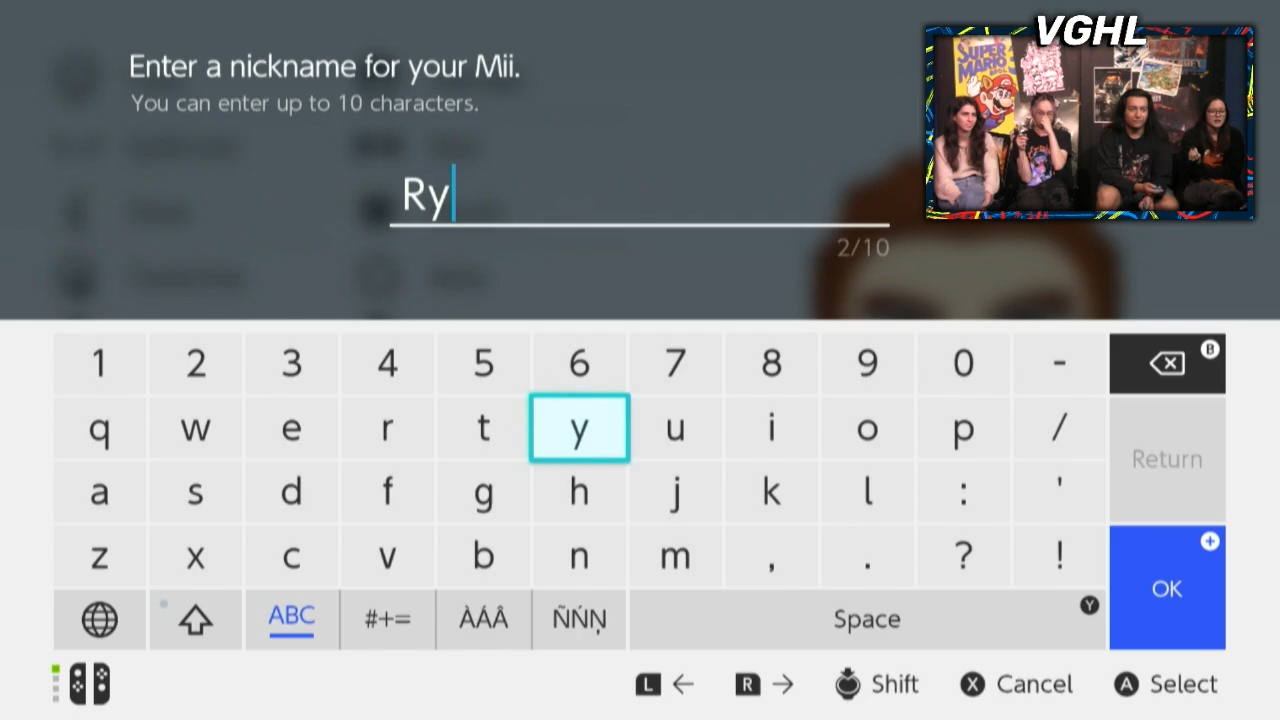 VGHL
SUPER
MARIO
Enter a nickname for your Mii.
You can enter up to 10 characters.
Ry
2/10
1 2 3 4 5 6 7 8 9 0 - B
q w e r t y u i o p /
Return
a s d f g h j k l : '
z x c v b n m , . ? ! +
OK
ABC #+= ÀÁÂ ÑŃŅ Space Y
L ← R → Shift X Cancel A Select